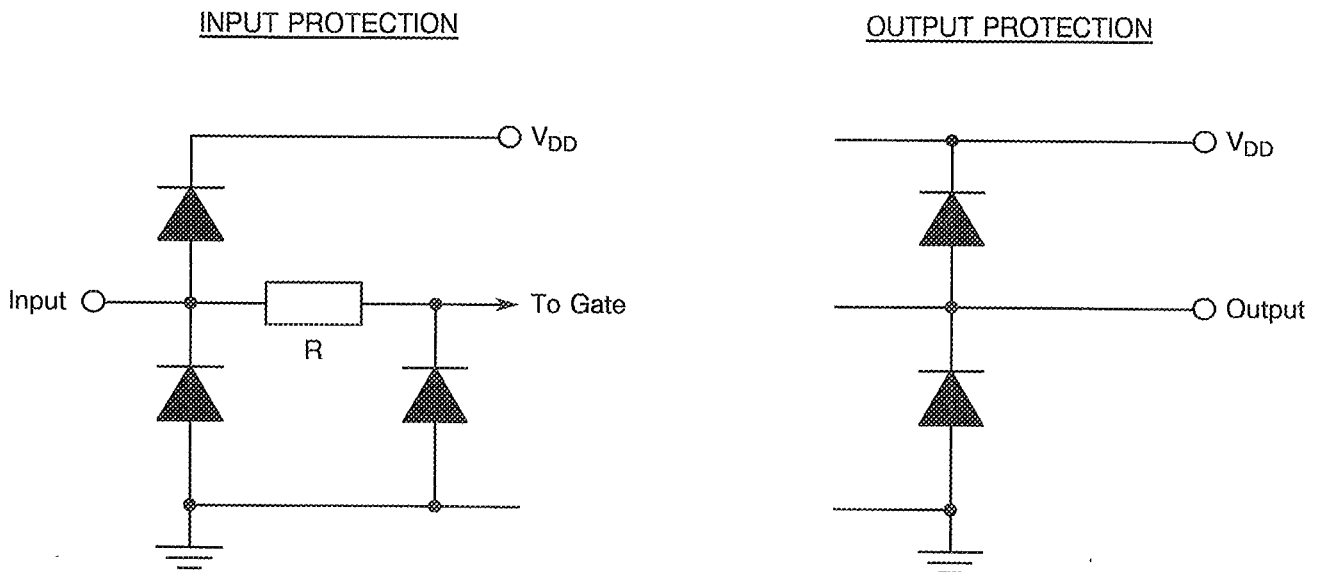 INPUT PROTECTION
V_DD
Input
To Gate
R
OUTPUT PROTECTION
V_DD
Output